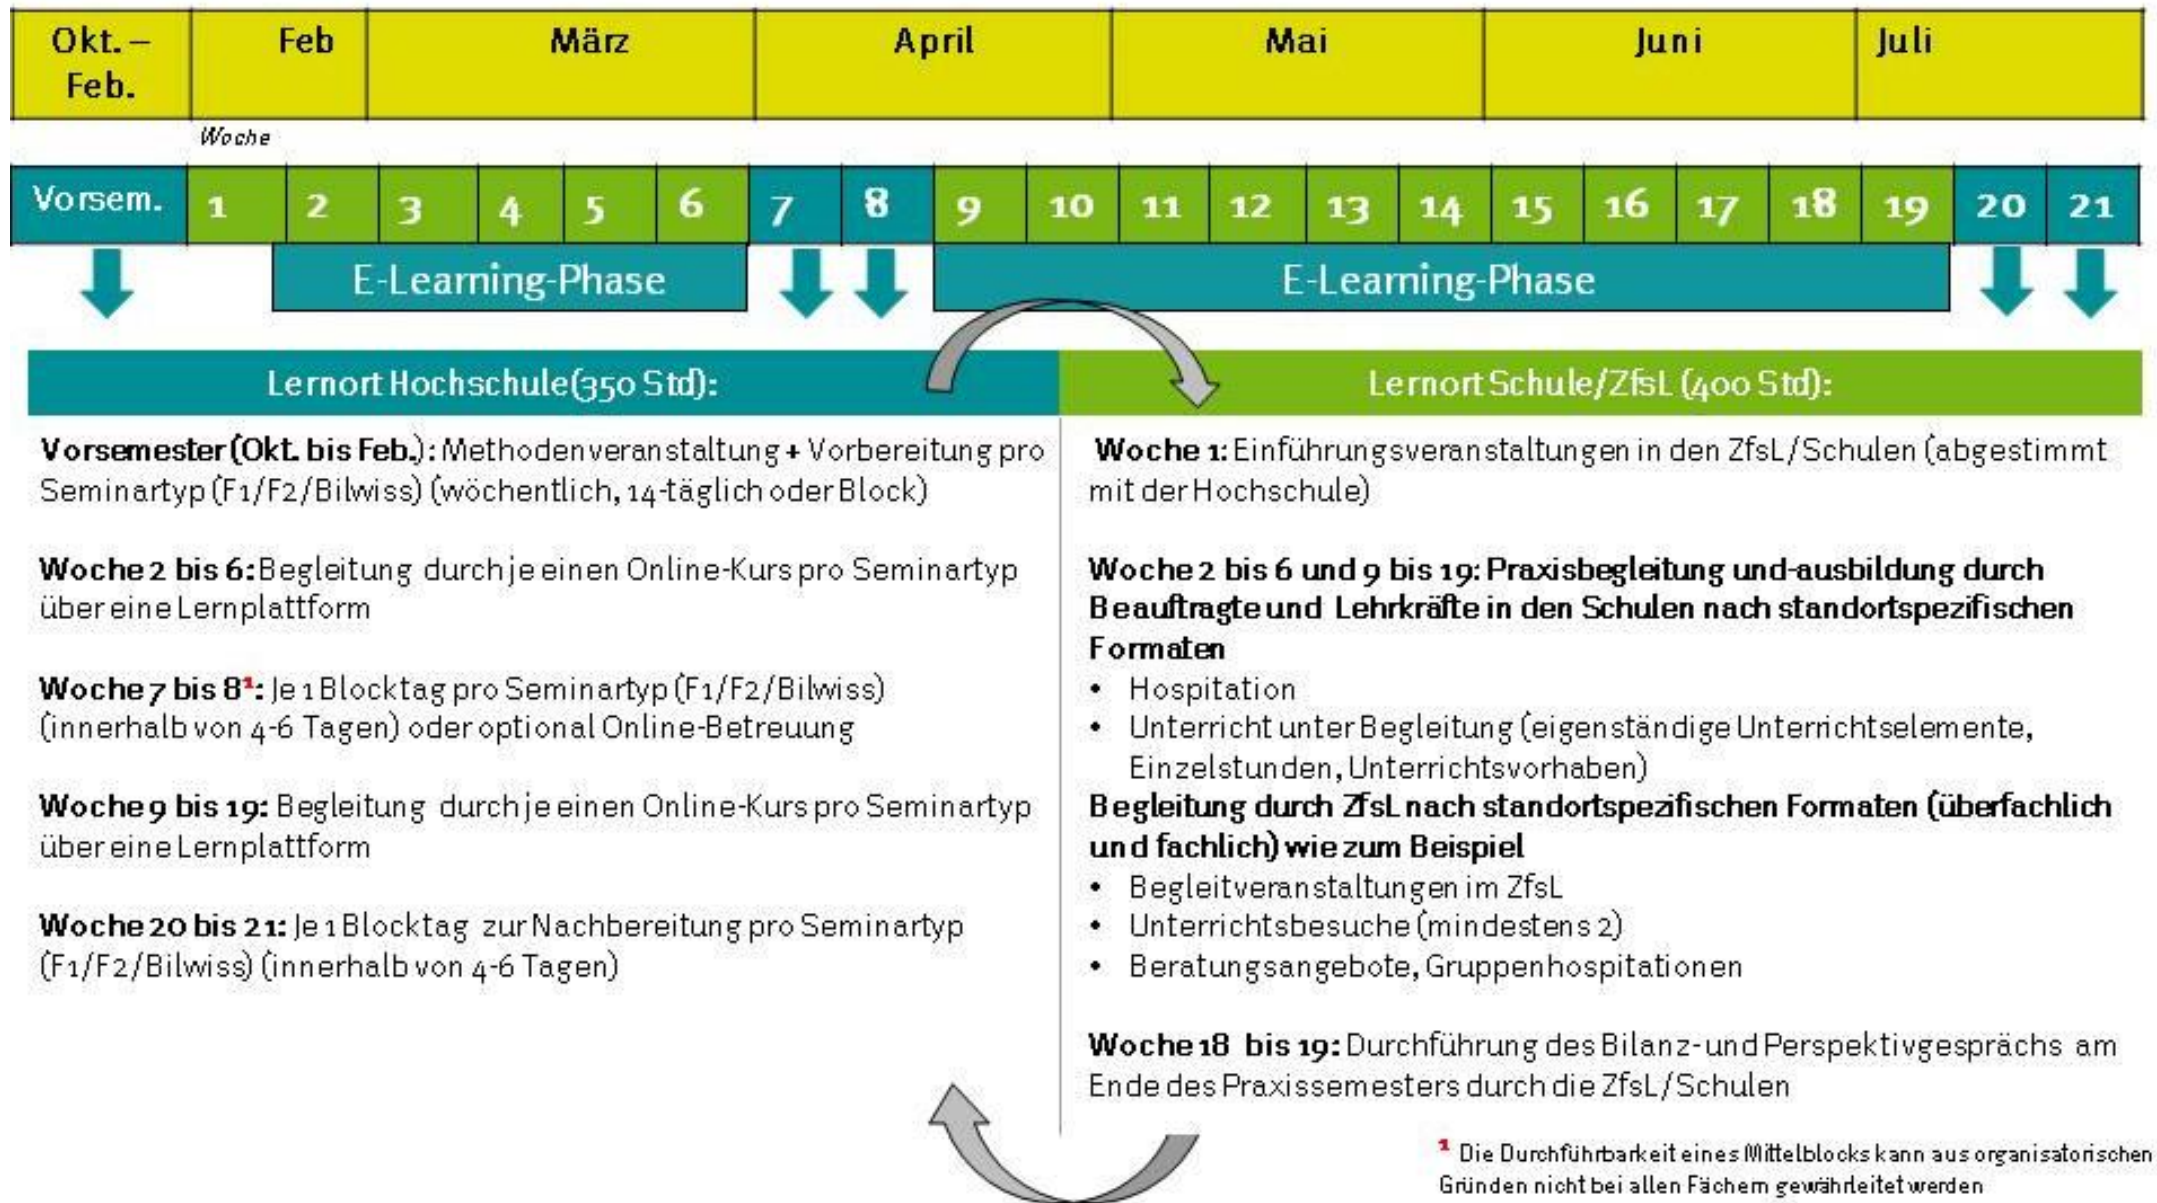 Okt. –
Feb.
Feb
März
April
Mai
Juni
Juli
Woche
Vorsem.
1
2
3
4
5
6
7
8
9
10
11
12
13
14
15
16
17
18
19
20
21
E-Learning-Phase
E-Learning-Phase
Lernort Hochschule(350 Std):
Vorsemester (Okt. bis Feb.): Methodenveranstaltung + Vorbereitung pro
Seminartyp (F1/F2/Bilwiss) (wöchentlich, 14-täglich oder Block)
Woche 2 bis 6: Begleitung durch je einen Online-Kurs pro Seminartyp
über eine Lernplattform
Woche 7 bis 8¹: Je 1 Blocktag pro Seminartyp (F1/F2/Bilwiss)
(innerhalb von 4-6 Tagen) oder optional Online-Betreuung
Woche 9 bis 19: Begleitung durch je einen Online-Kurs pro Seminartyp
über eine Lernplattform
Woche 20 bis 21: Je 1 Blocktag zur Nachbereitung pro Seminartyp
(F1/F2/Bilwiss) (innerhalb von 4-6 Tagen)
Lernort Schule/ZfsL (400 Std):
Woche 1: Einführungsveranstaltungen in den ZfsL/Schulen (abgestimmt
mit der Hochschule)
Woche 2 bis 6 und 9 bis 19: Praxisbegleitung und-ausbildung durch
Beauftragte und Lehrkräfte in den Schulen nach standortspezifischen
Formaten
• Hospitation
• Unterricht unter Begleitung (eigenständige Unterrichtselemente,
Einzelstunden, Unterrichtsvorhaben)
Begleitung durch ZfsL nach standortspezifischen Formaten (überfachlich
und fachlich) wie zum Beispiel
• Begleitveranstaltungen im ZfsL
• Unterrichtsbesuche (mindestens 2)
• Beratungsangebote, Gruppenhospitationen
Woche 18 bis 19: Durchführung des Bilanz- und Perspektivgesprächs am
Ende des Praxissemesters durch die ZfsL/Schulen
¹ Die Durchführbarkeit eines Mittelblocks kann aus organisatorischen
Gründen nicht bei allen Fächern gewährleitet werden